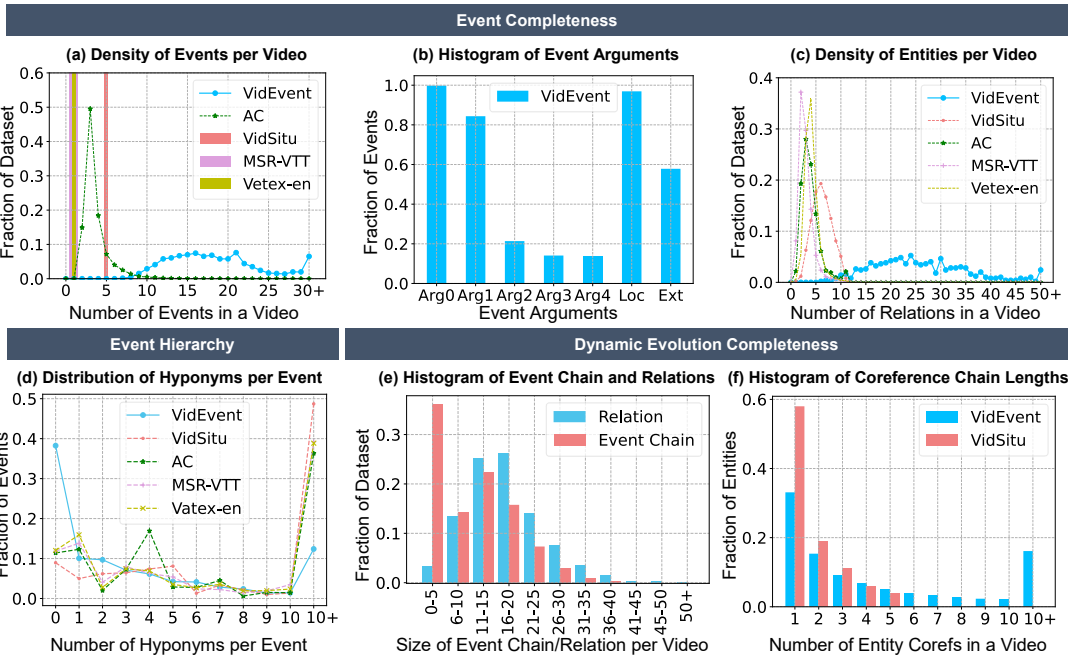 Event Completeness
(a) Density of Events per Video
Fraction of Dataset
0.6
0.5
0.4
0.3
0.2
0.1
0.0
VidEvent
AC
VidSitu
MSR-VTT
Vetex-en
0 5 10 15 21 25 30+
Number of Events in a Video
(b) Histogram of Event Arguments
Fraction of Events
1.0
0.8
0.6
0.4
0.2
0.0
VidEvent
Arg0 Arg1 Arg2 Arg3 Arg4 Loc Ext
Event Arguments
(c) Density of Entities per Video
Fraction of Dataset
0.4
0.3
0.2
0.1
0.0
VidEvent
VidSitu
AC
MSR-VTT
Vetex-en
0 5 10 15 20 25 30 35 40 45 50+
Number of Relations in a Video
Event Hierarchy
(d) Distribution of Hyponyms per Event
Fraction of Events
0.5
0.4
0.3
0.2
0.1
0.0
VidEvent
VidSitu
AC
MSR-VTT
Vatex-en
0 1 2 3 4 5 6 7 8 9 10 10+
Number of Hyponyms per Event
Dynamic Evolution Completeness
(e) Histogram of Event Chain and Relations
Fraction of Dataset
0.3
0.2
0.1
0.0
Relation
Event Chain
0-5 6-10 11-15 16-20 21-25 26-30 31-35 36-40 41-45 45-50 50+
Size of Event Chain/Relation per Video
(f) Histogram of Coreference Chain Lengths
Fraction of Entities
0.6
0.4
0.2
0.0
VidEvent
VidSitu
1 2 3 4 5 6 7 8 9 10 10+
Number of Entity Corefs in a Video